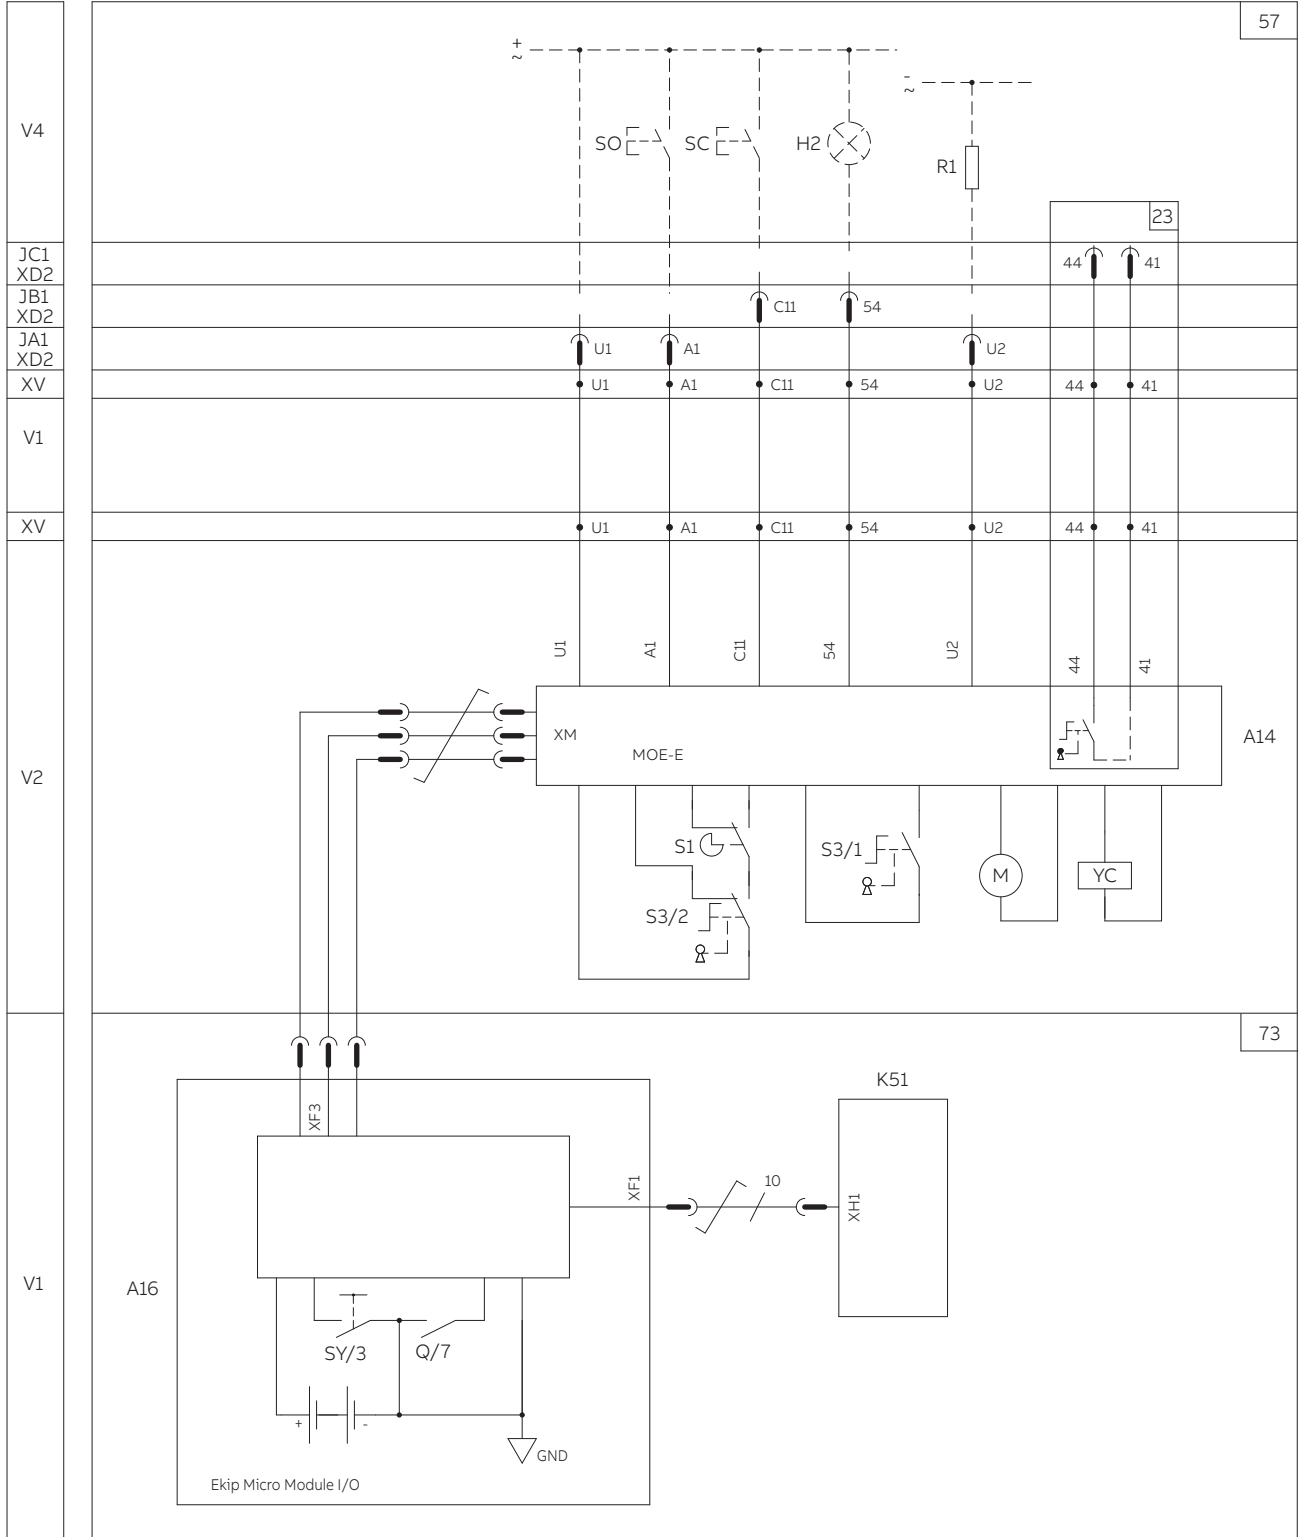 57
+
~
-
~
V4
SO
SC
H2
R1
23
JC1
XD2
44
41
JB1
XD2
C11
54
JA1
XD2
U1
A1
U2
XV
U1
A1
C11
54
U2
44
41
V1
XV
U1
A1
C11
54
U2
44
41
U1
A1
C11
54
U2
44
41
XM
MOE-E
A14
V2
S1
S3/1
M
YC
S3/2
73
K51
XF3
XF1
10
XH1
V1
A16
SY/3
Q/7
+
-
GND
Ekip Micro Module I/O